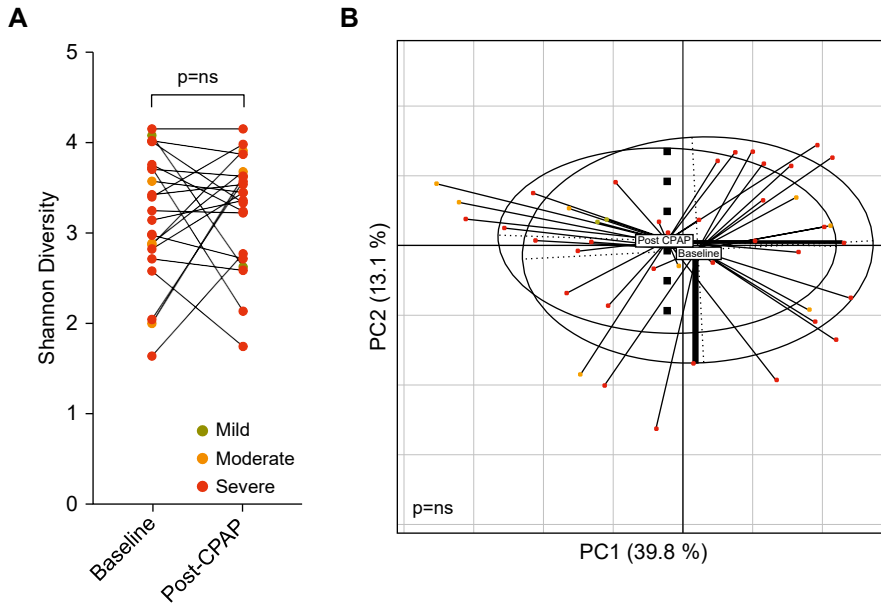 A
B
5
4
3
2
1
0
Shannon Diversity
p=ns
Mild
Moderate
Severe
Baseline
Post-CPAP
PC2 (13.1 %)
Post CPAP
Baseline
p=ns
PC1 (39.8 %)